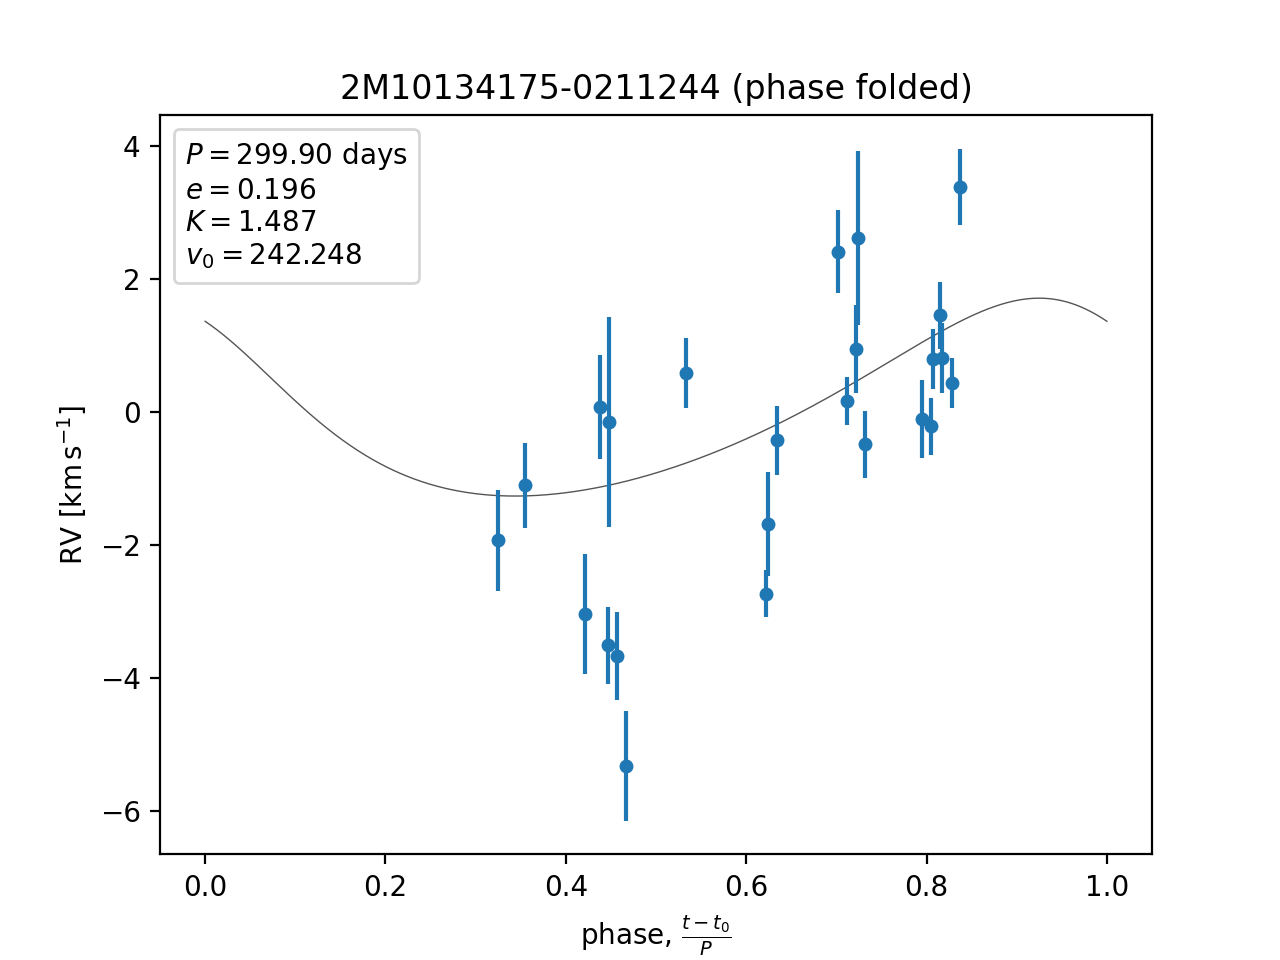 2M10134175-0211244 (phase folded)
P = 299.90 days
e = 0.196
K = 1.487
v₀ = 242.248
4
2
0
−2
−4
−6
RV [km s⁻¹]
0.0 0.2 0.4 0.6 0.8 1.0
phase, (t − t₀)/P